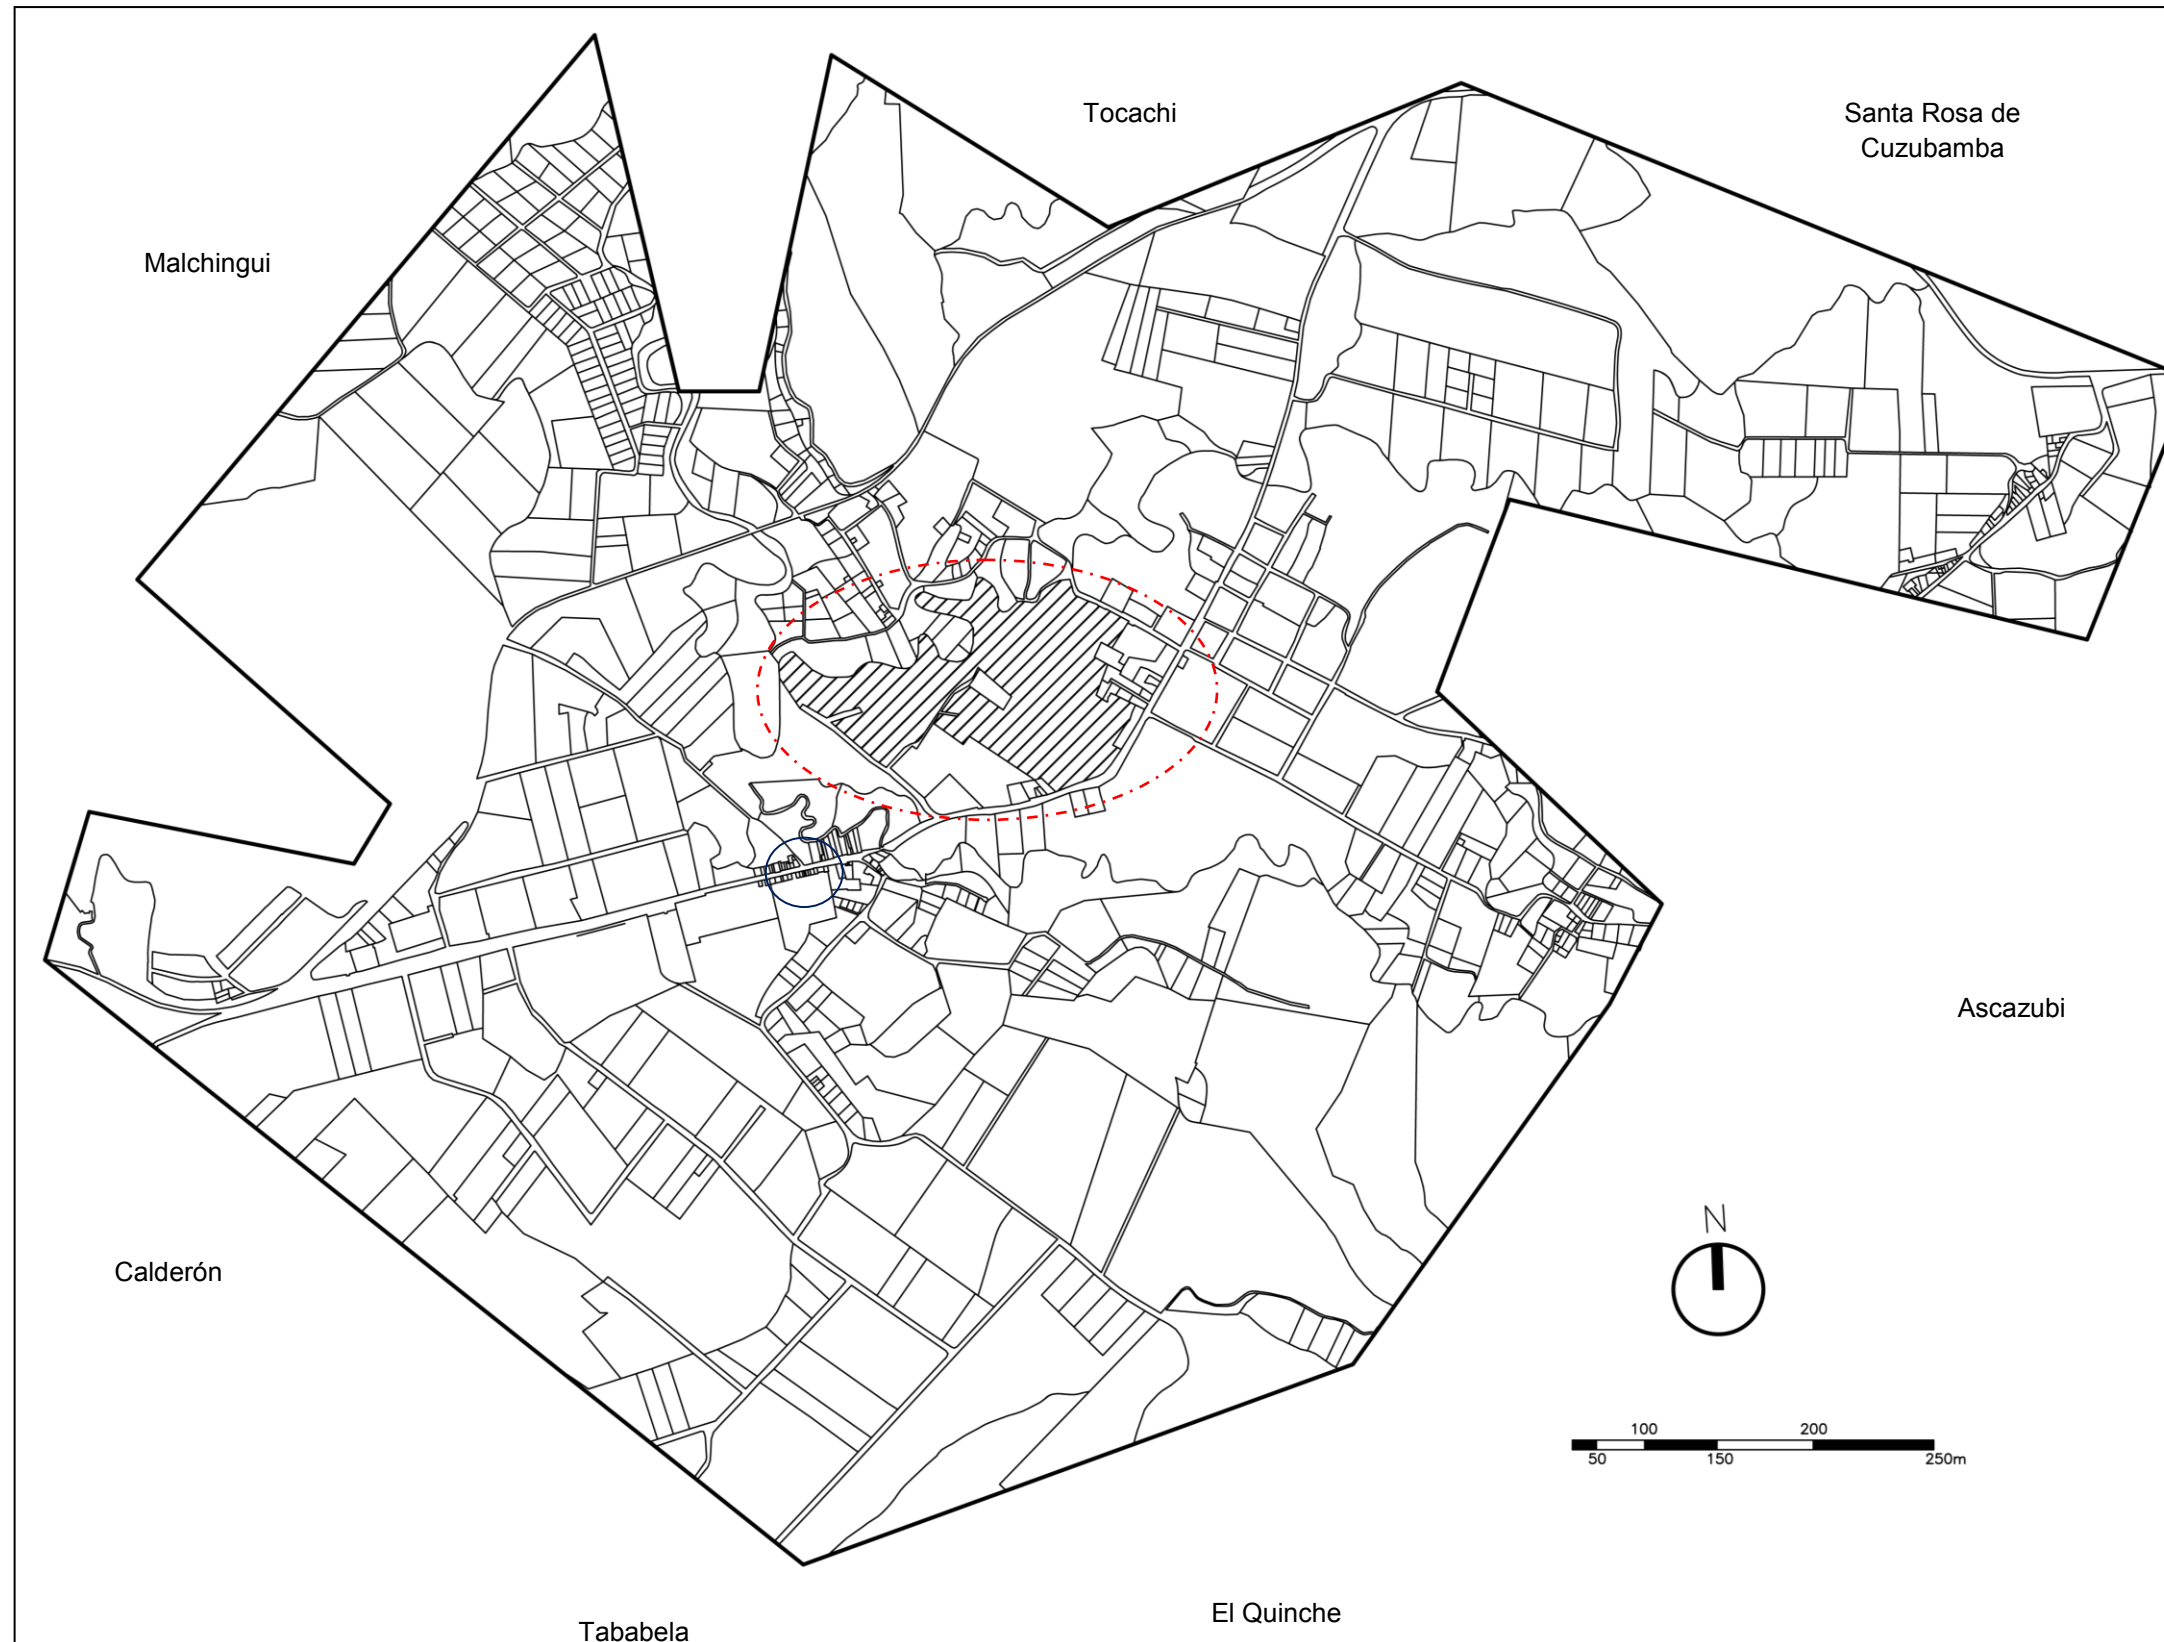 Tocachi
Santa Rosa de
Cuzubamba
Malchingui
Ascazubi
N
Calderón
100 200
50 150 250m
El Quinche
Tababela